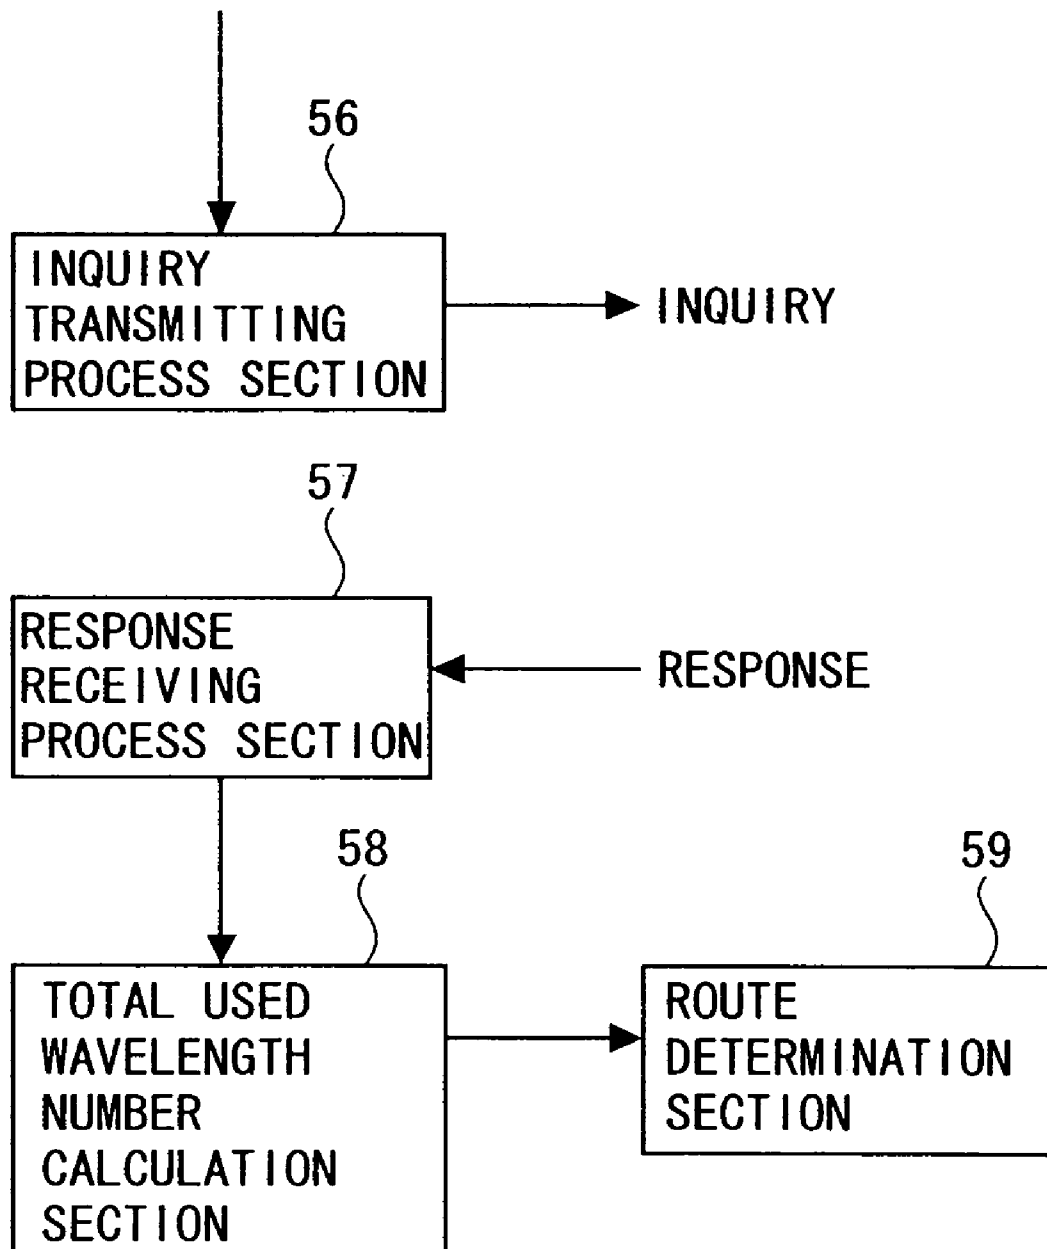 56
INQUIRY
TRANSMITTING
PROCESS SECTION
INQUIRY
57
RESPONSE
RECEIVING
PROCESS SECTION
RESPONSE
58
TOTAL USED
WAVELENGTH
NUMBER
CALCULATION
SECTION
59
ROUTE
DETERMINATION
SECTION